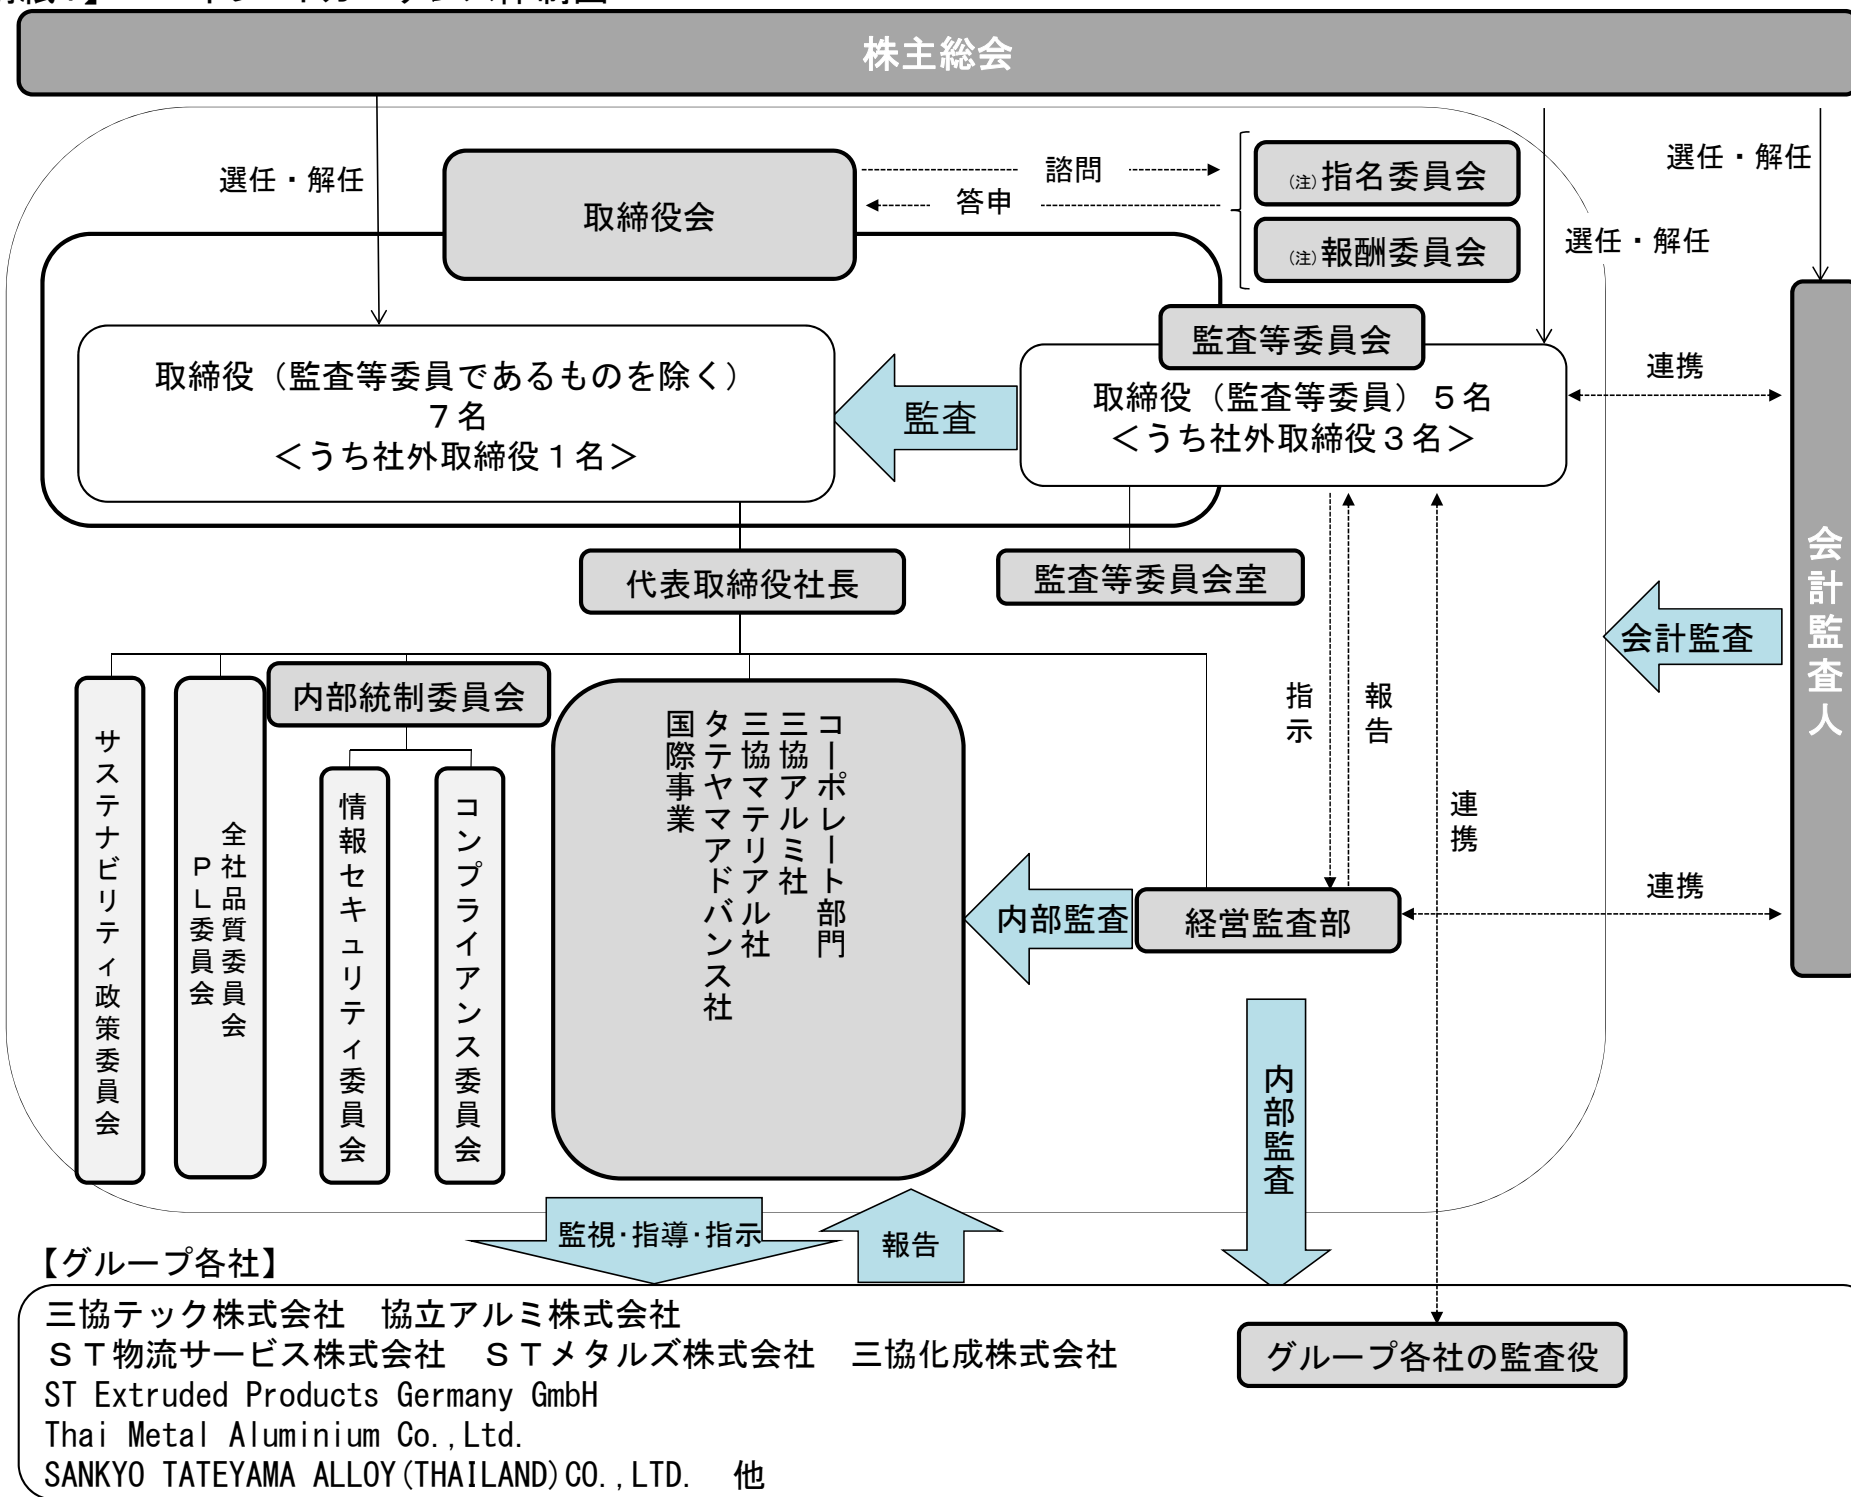 株主総会
選任・解任
取締役会
諮問
答申
(注)指名委員会
(注)報酬委員会
選任・解任
選任・解任
監査等委員会
取締役（監査等委員であるものを除く）
７名
＜うち社外取締役１名＞
監査
取締役（監査等委員）５名
＜うち社外取締役３名＞
連携
代表取締役社長
監査等委員会室
会計監査人
会計監査
内部統制委員会
サステナビリティ政策委員会
全社品質委員会
ＰＬ委員会
情報セキュリティ委員会
コンプライアンス委員会
コーポレート部門
三協アルミ社
三協マテリアル社
タテヤマアドバンス社
国際事業
指示
報告
連携
内部監査
経営監査部
連携
内部監査
監視・指導・指示
報告
【グループ各社】
三協テック株式会社　協立アルミ株式会社
ＳＴ物流サービス株式会社　ＳＴメタルズ株式会社　三協化成株式会社
ST Extruded Products Germany GmbH
Thai Metal Aluminium Co.,Ltd.
SANKYO TATEYAMA ALLOY(THAILAND)CO.,LTD.　他
グループ各社の監査役